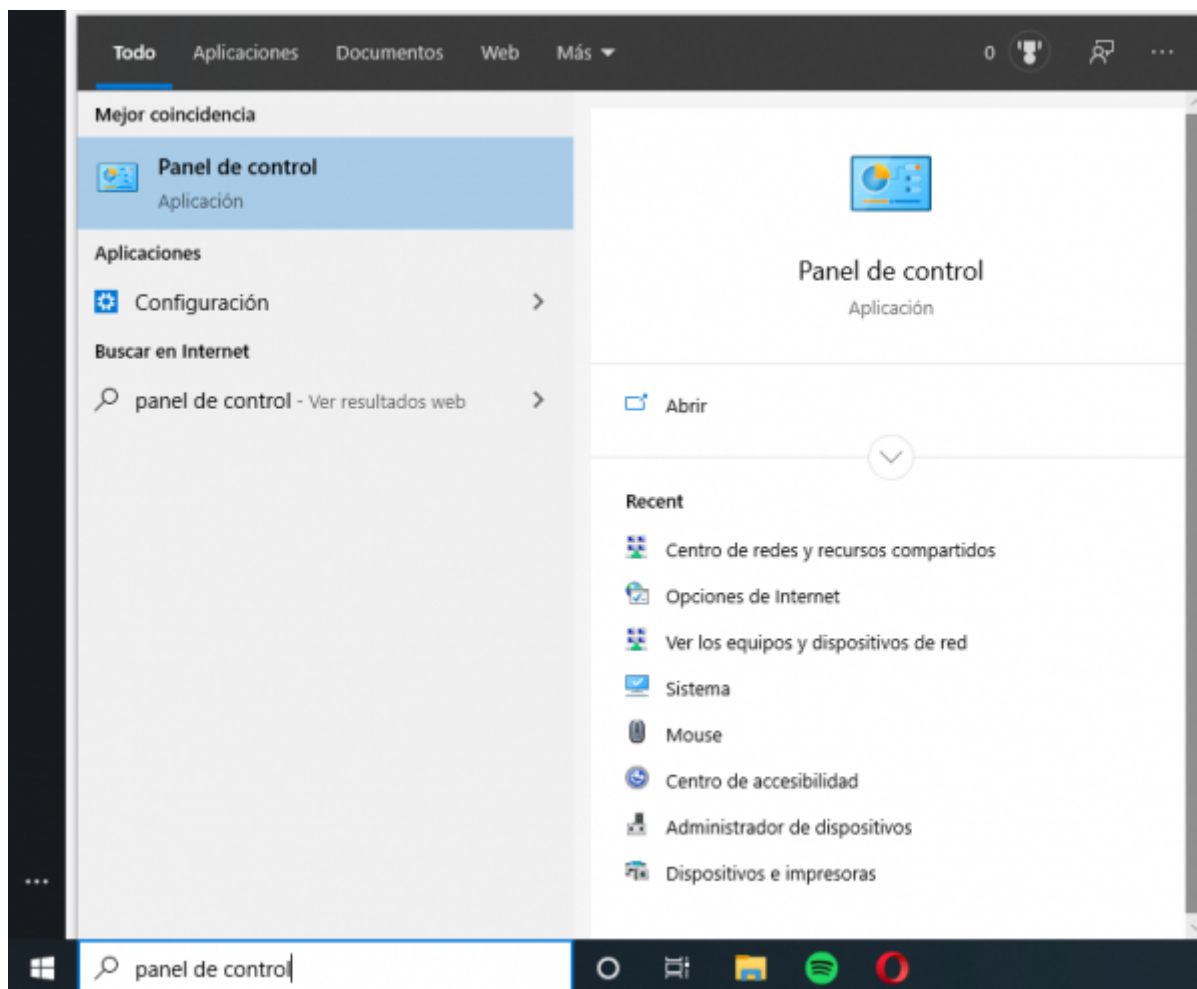 Todo Aplicaciones Documentos Web Más 0
Mejor coincidencia
Panel de control
Aplicación
Aplicaciones
Configuración
Buscar en Internet
panel de control - Ver resultados web
Panel de control
Aplicación
Abrir
Recent
Centro de redes y recursos compartidos
Opciones de Internet
Ver los equipos y dispositivos de red
Sistema
Mouse
Centro de accesibilidad
Administrador de dispositivos
Dispositivos e impresoras
panel de control